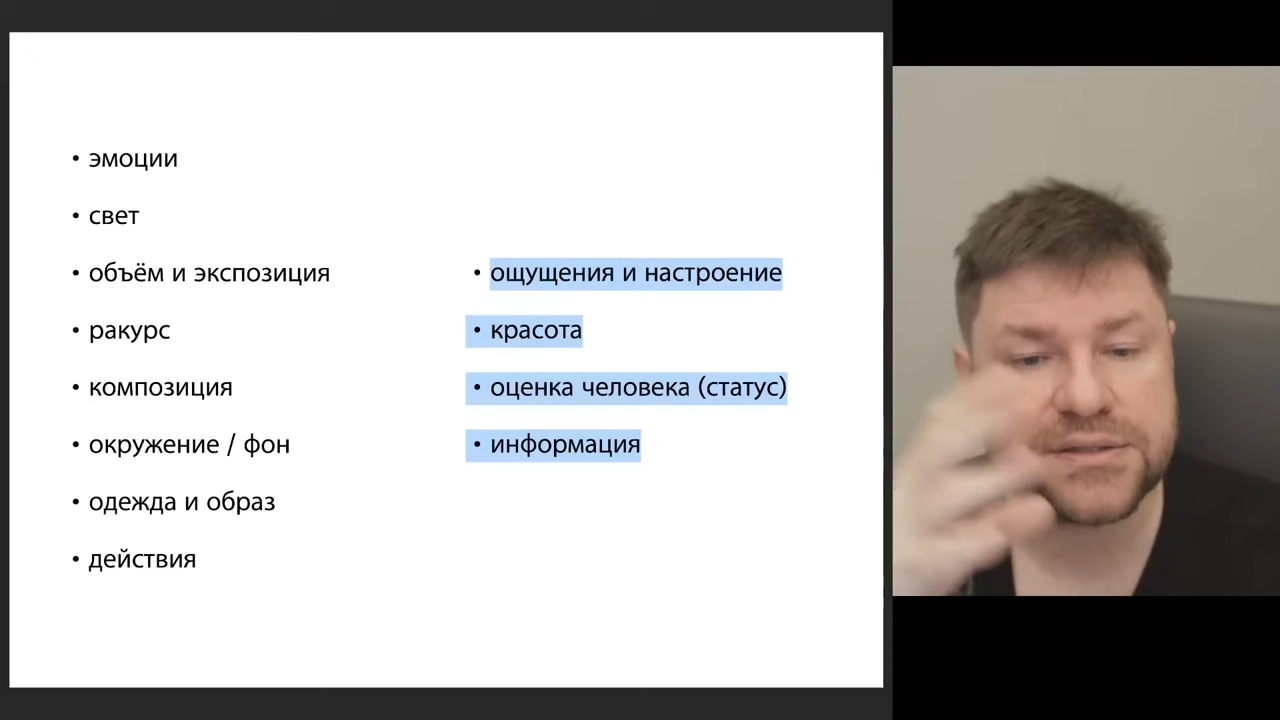 • эмоции
• свет
• объём и экспозиция
• ракурс
• композиция
• окружение / фон
• одежда и образ
• действия
• ощущения и настроение
• красота
• оценка человека (статус)
• информация